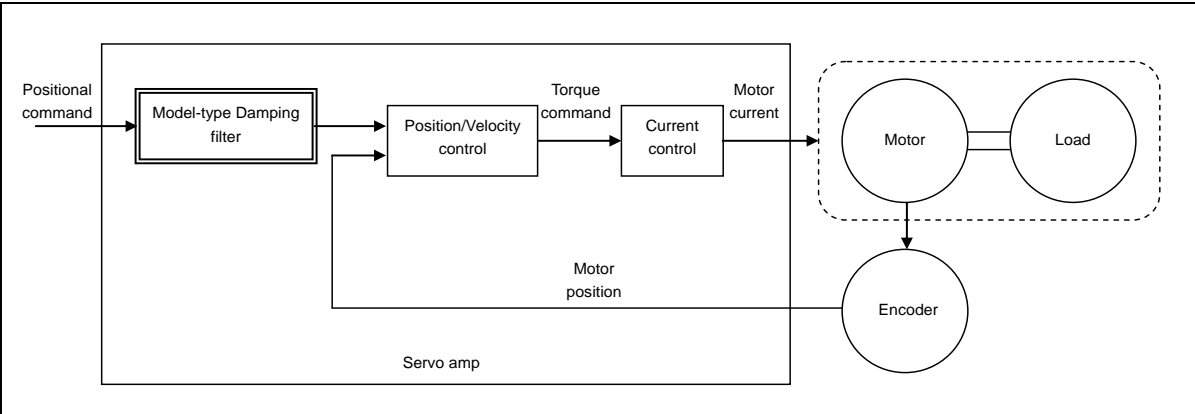 Positional
command
Model-type Damping
filter
Position/Velocity
control
Torque
command
Current
control
Motor
current
Motor
Load
Motor
position
Encoder
Servo amp